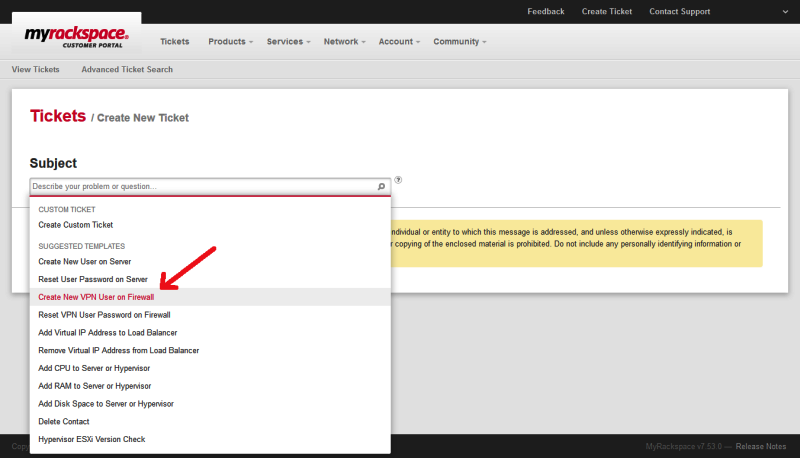 Feedback Create Ticket Contact Support
myrackspace®
CUSTOMER PORTAL
Tickets Products Services Network Account Community
View Tickets Advanced Ticket Search
Tickets / Create New Ticket
Subject
Describe your problem or question...
?
CUSTOM TICKET
Create Custom Ticket
ndividual or entity to which this message is addressed, and unless otherwise expressly indicated, is
r copying of the enclosed material is prohibited. Do not include any personally identifying information or
SUGGESTED TEMPLATES
Create New User on Server
Reset User Password on Server
Create New VPN User on Firewall
Reset VPN User Password on Firewall
Add Virtual IP Address to Load Balancer
Remove Virtual IP Address from Load Balancer
Add CPU to Server or Hypervisor
Add RAM to Server or Hypervisor
Add Disk Space to Server or Hypervisor
Delete Contact
Hypervisor ESXi Version Check
Copy
MyRackspace v7.53.0 — Release Notes